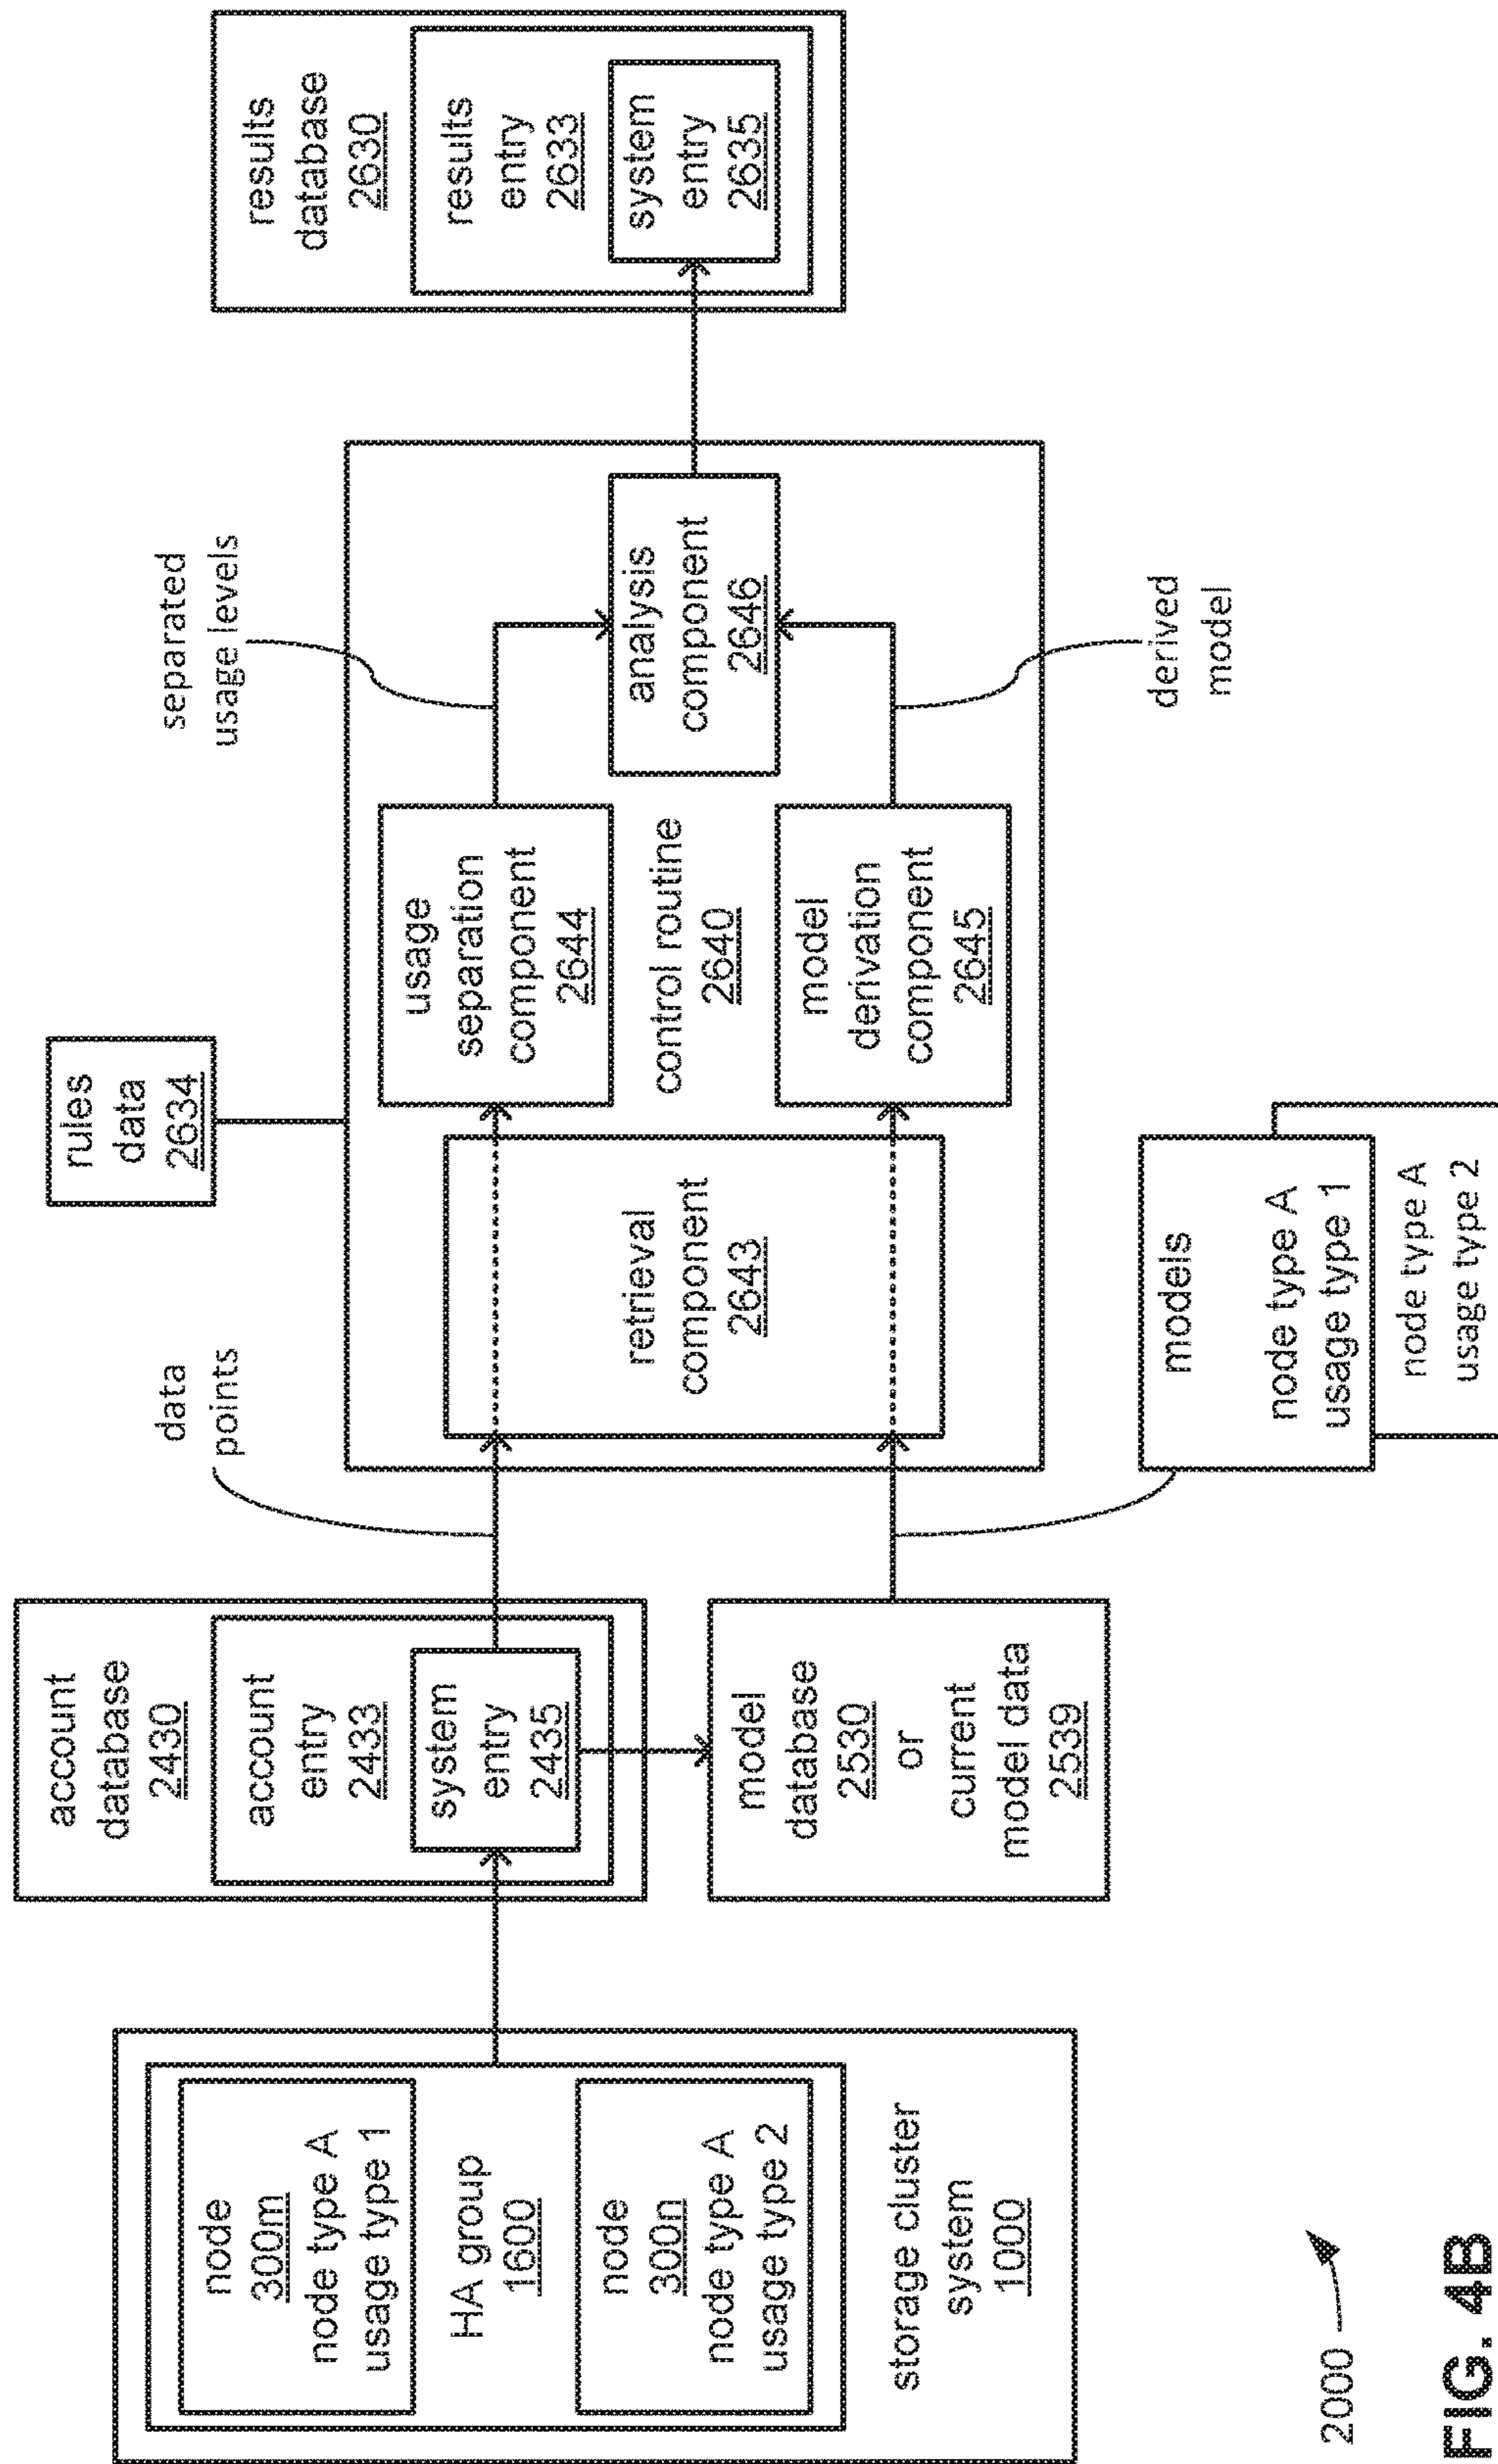 node
300m
node type A
usage type 1
HA group
1600
node
300n
node type A
usage type 2
storage cluster
system
1000
account
database
2430
account
entry
2433
system
entry
2435
model
database
2530
or
current
model data
2539
data
points
rules
data
2634
retrieval
component
2643
usage
separation
component
2644
control routine
2640
model
derivation
component
2645
separated
usage levels
analysis
component
2646
derived
model
models
node type A
usage type 1
node type A
usage type 2
results
database
2630
results
entry
2633
system
entry
2635
2000
FIG. 4B